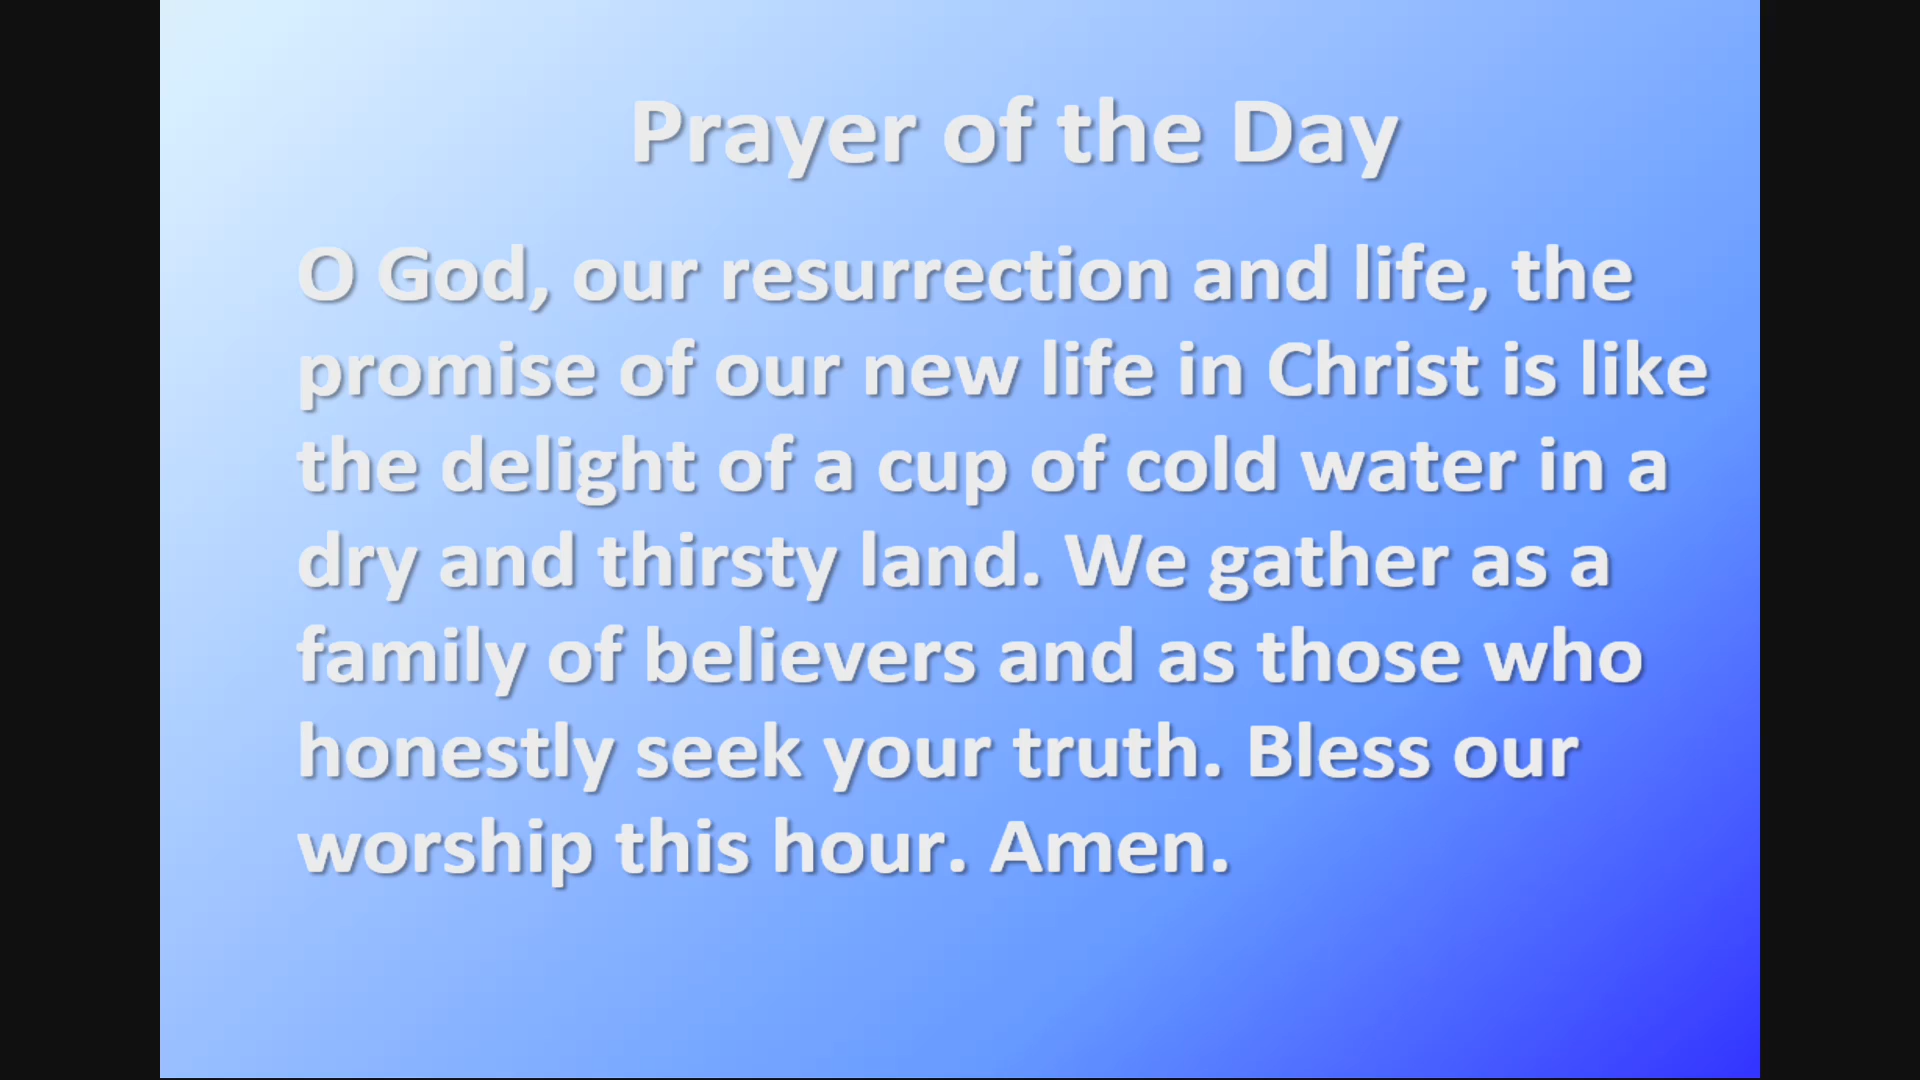 Prayer of the Day
O God, our resurrection and life, the
promise of our new life in Christ is like
the delight of a cup of cold water in a
dry and thirsty land. We gather as a
family of believers and as those who
honestly seek your truth. Bless our
worship this hour. Amen.